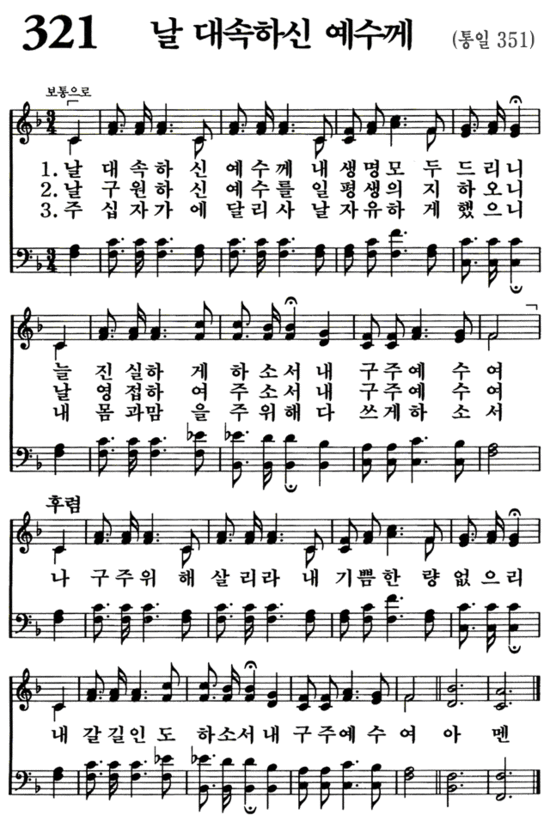 321 날 대속하신 예수께 (통일 351)
보통으로
1. 날 대 속 하 신 예 수 께 내 생 명 모 두 드 리 니
2. 날 구 원 하 신 예 수 를 일 평 생 의 지 하 오 니
3. 주 십 자 가 에 달 리 사 날 자 유 하 게 했 으 니
늘 진 실 하 게 하 소 서 내 구 주 예 수 여
날 영 접 하 여 주 소 서 내 구 주 예 수 여
내 몸 과 맘 을 주 위 해 다 쓰 게 하 소 서
후렴
나 구 주 위 해 살 리 라 내 기 쁨 한 량 없 으 리
내 갈 길 인 도 하 소 서 내 구 주 예 수 여 아 멘